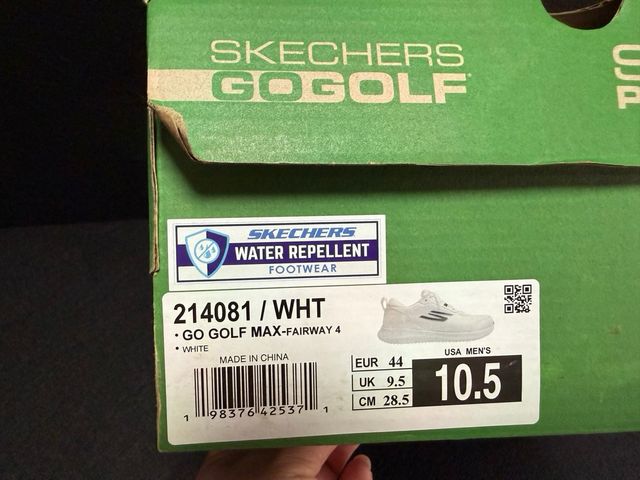 SKECHERS
GOGOLF
SKECHERS
WATER REPELLENT
FOOTWEAR
214081 / WHT
• GO GOLF MAX-FAIRWAY 4
• WHITE
MADE IN CHINA
1 98376 42537 1
EUR 44
UK 9.5
CM 28.5
USA MEN'S
10.5